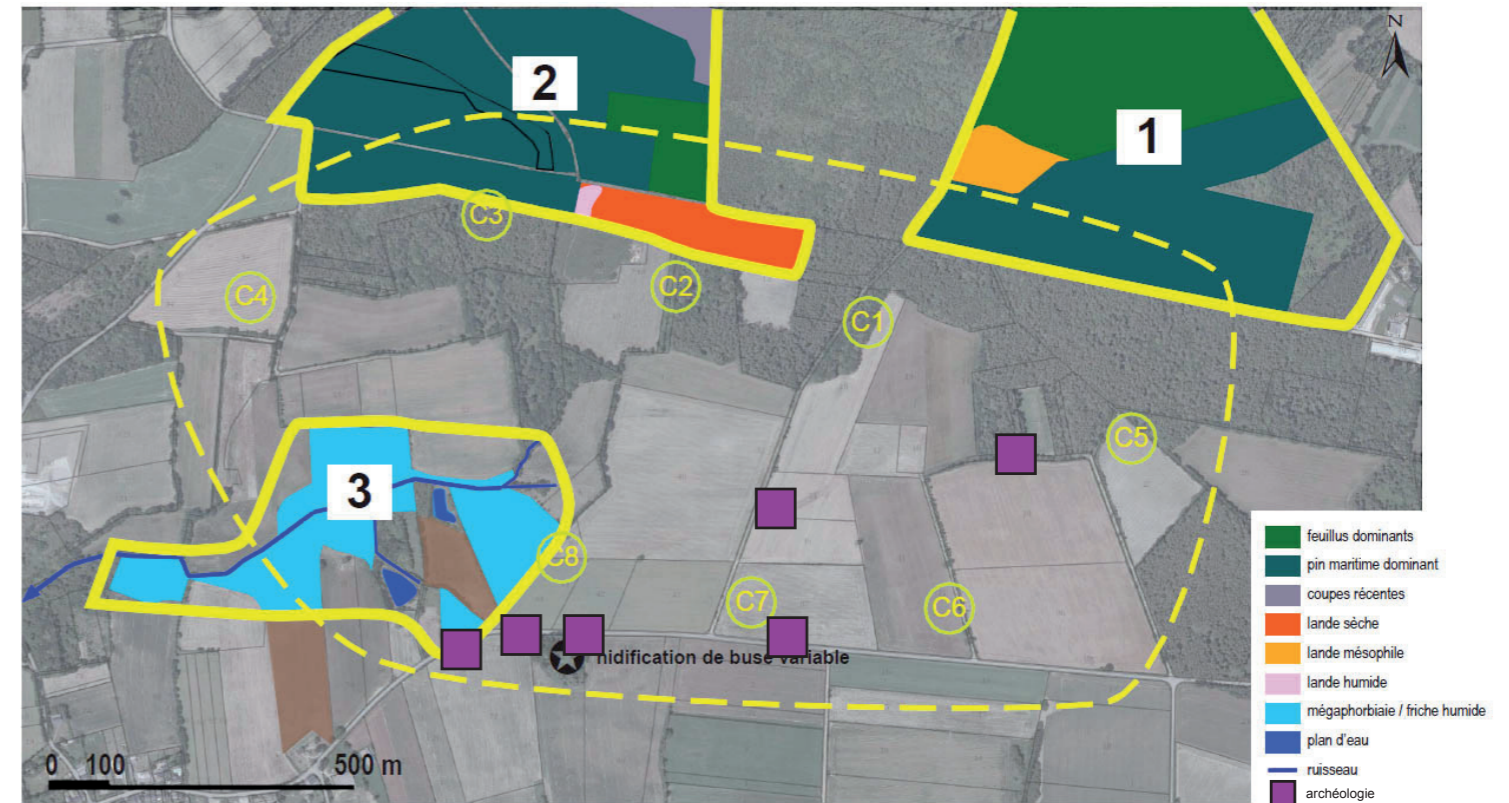 N
2
1
C3
C4
C2
C1
C5
3
C8
C7
C6
nidification de buse variable
0 100 500 m
feuillus dominants
pin maritime dominant
coupes récentes
lande sèche
lande mésophile
lande humide
mégaphorbiaie / friche humide
plan d'eau
ruisseau
archéologie